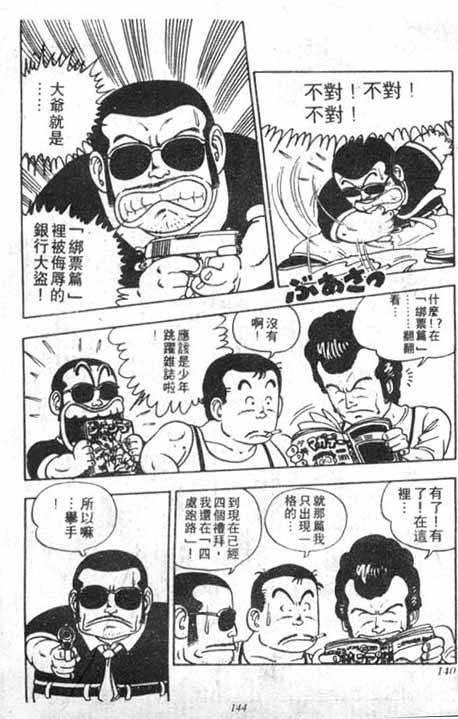 不對！不對！
不對！
ぶあさっ
大爺就是
……
「綁票篇」
裡被侮辱的
銀行大盜！
什麼!?在
「綁票篇」
……翻翻
看…
沒有
啊！
應該是少年
跳躍雜誌啦
！
有了！有
了！在這
裡…
就那篇我
只出現一
格的…
到現在已經
四個禮拜，
我還在「四
處跑路」！
所以嘛
…舉手
！
140
144